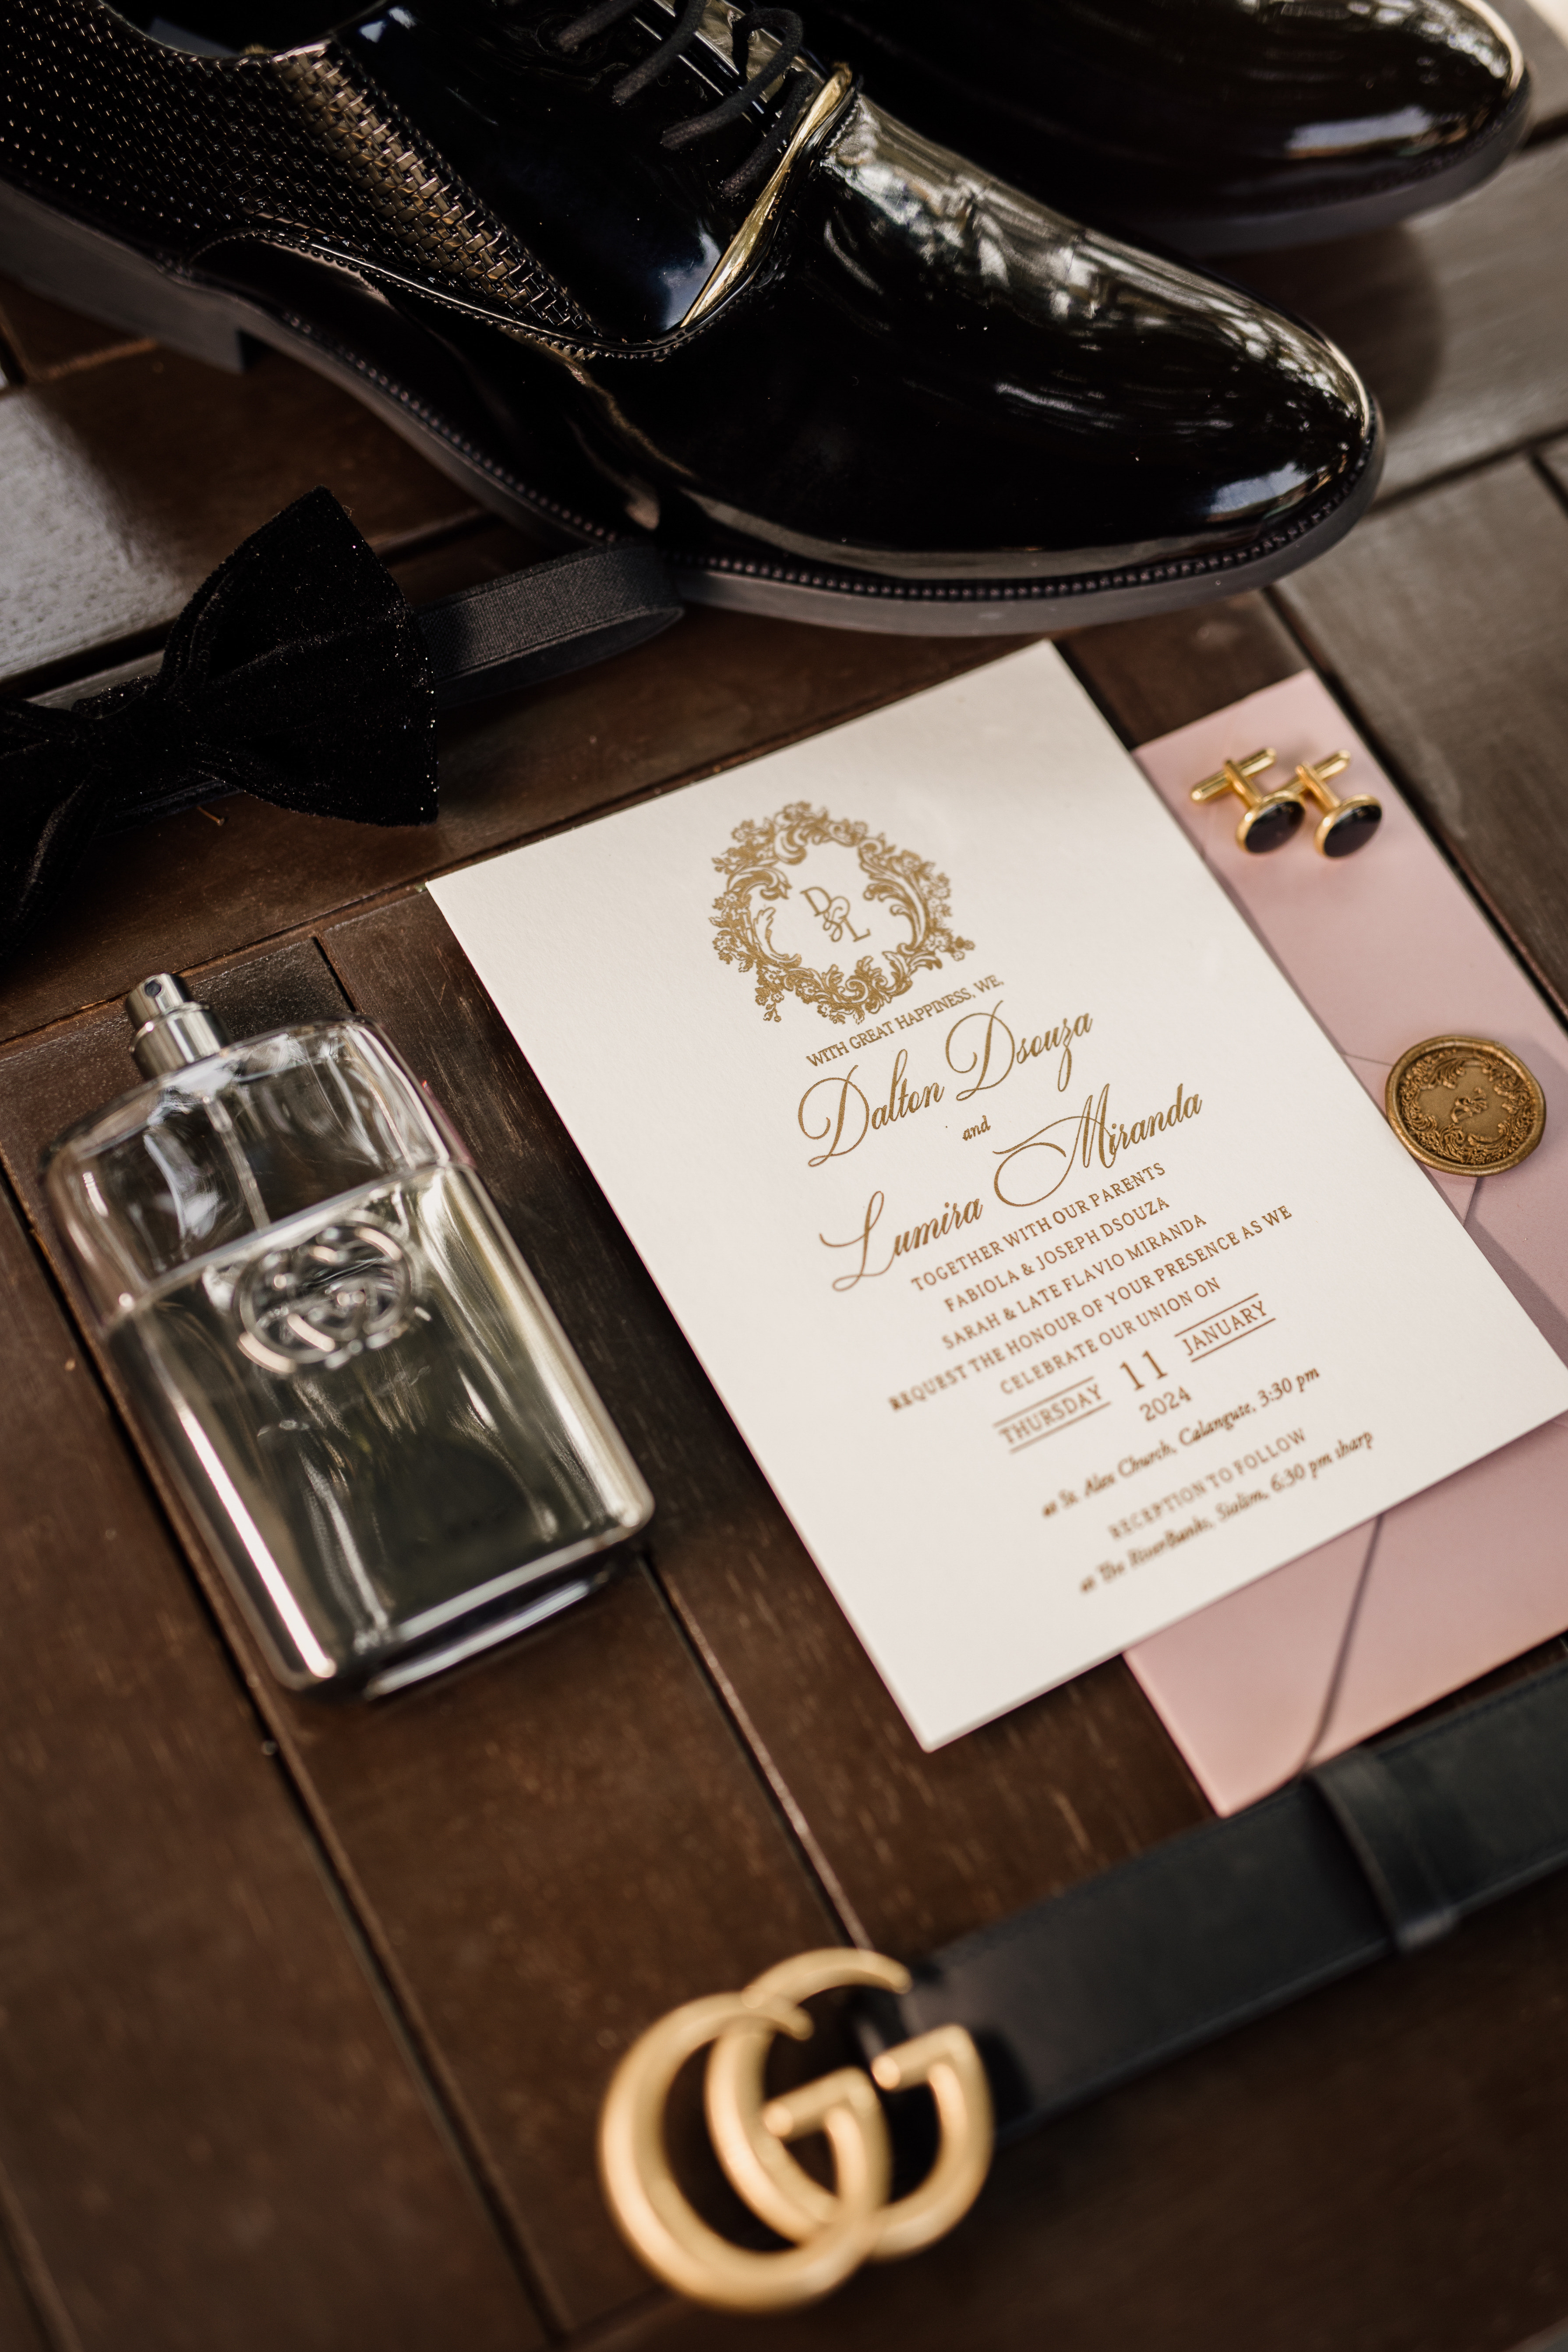 D
&
L
WITH GREAT HAPPINESS, WE,
Dalton Dsouza
and
Lumira Miranda
TOGETHER WITH OUR PARENTS
FABIOLA & JOSEPH DSOUZA
SARAH & LATE FLAVIO MIRANDA
REQUEST THE HONOUR OF YOUR PRESENCE AS WE
CELEBRATE OUR UNION ON
THURSDAY 11 JANUARY
2024
at St. Alex Church, Calangute, 3:30 pm
RECEPTION TO FOLLOW
at The RiverBanks, Siolim, 6:30 pm sharp
GG